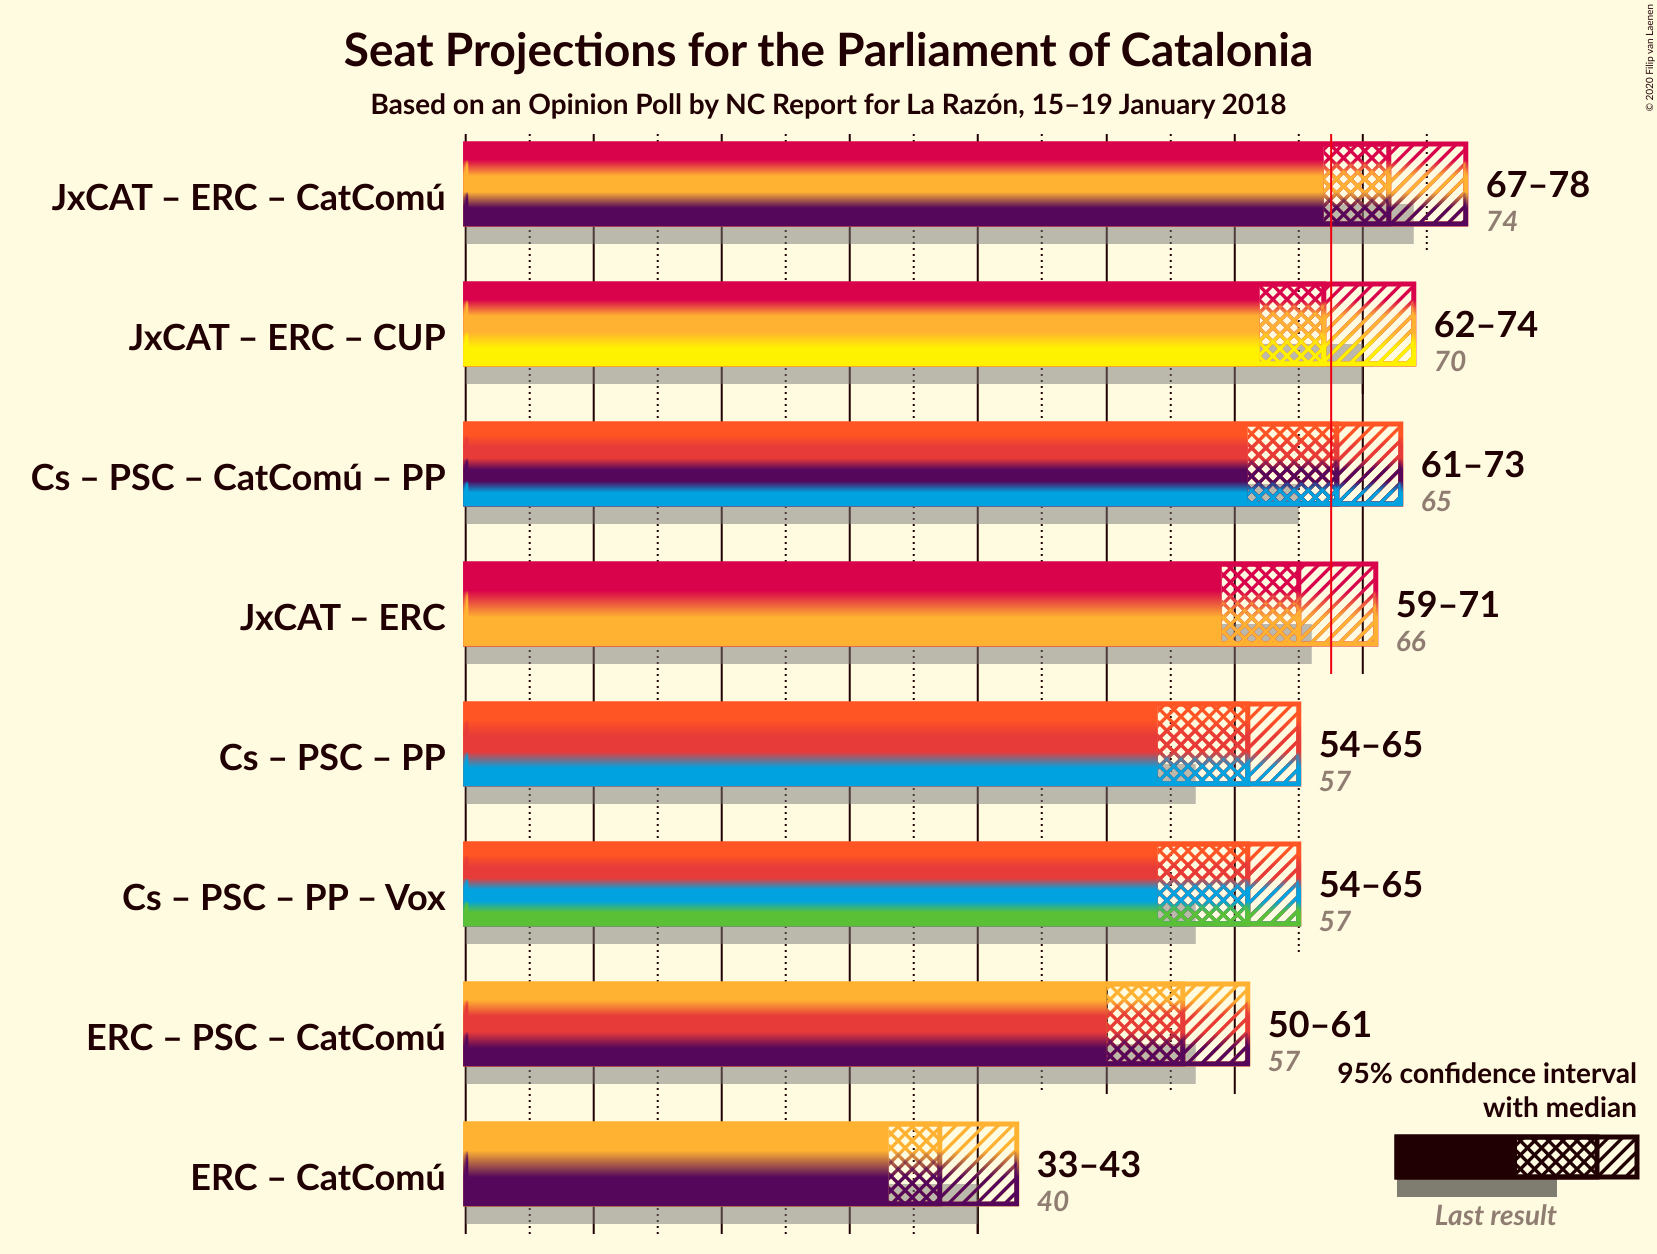 Seat Projections for the Parliament of Catalonia
Based on an Opinion Poll by NC Report for La Razón, 15–19 January 2018
© 2020 Filip van Laenen
JxCAT – ERC – CatComú
67–78
74
JxCAT – ERC – CUP
62–74
70
Cs – PSC – CatComú – PP
61–73
65
JxCAT – ERC
59–71
66
Cs – PSC – PP
54–65
57
Cs – PSC – PP – Vox
54–65
57
ERC – PSC – CatComú
50–61
57
ERC – CatComú
33–43
40
95% confidence interval
with median
Last result